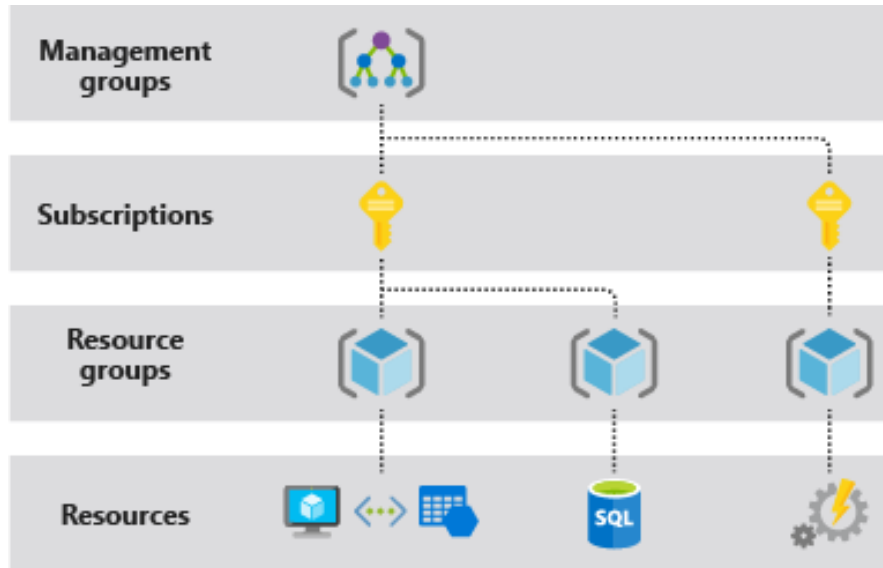 Management
groups
Subscriptions
Resource
groups
Resources
SQL